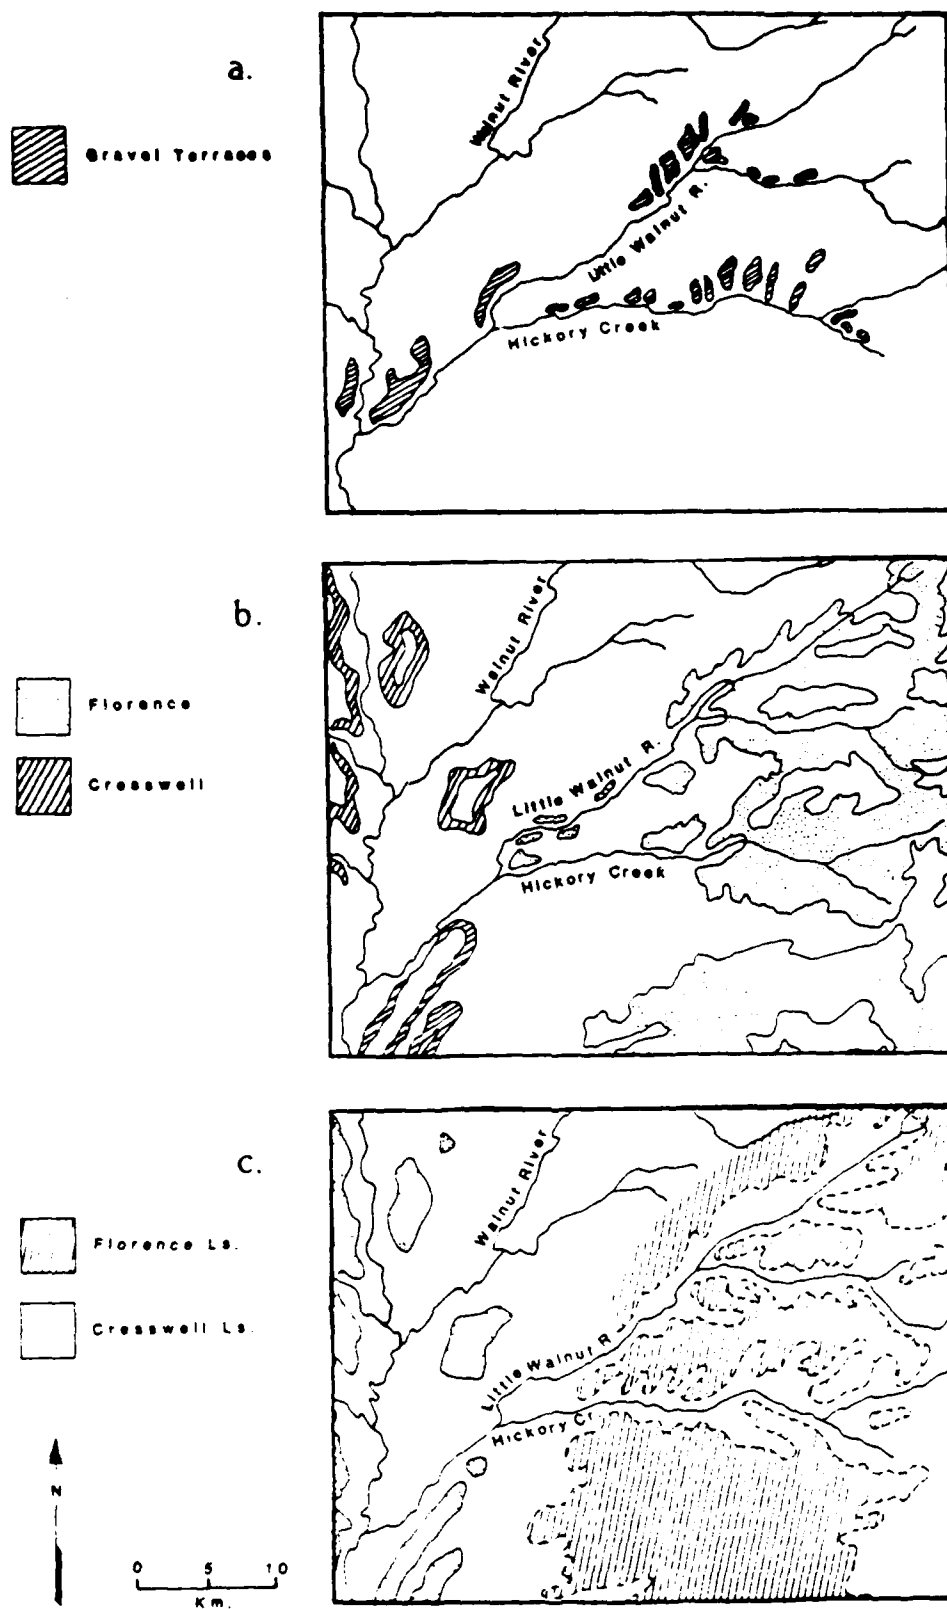 a.
Gravel Terraces
Walnut River
Little Walnut R.
Hickory Creek
b.
Florence
Cresswell
Walnut River
Little Walnut R.
Hickory Creek
c.
Florence Ls.
Cresswell Ls.
Walnut River
Little Walnut R.
Hickory Cr.
N
0 5 10
Km.